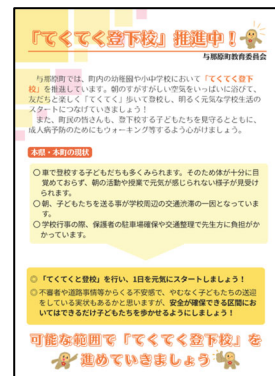 『てくてく登下校』推進中！
与那原町教育委員会
与那原町では、町内の幼稚園や小中学校において『てくてく登下
校』を推進しています。朝のすがすがしい空気をいっぱいに浴びて、
友だちと楽しく「てくてく」歩いて登校し、明るく元気な学校生活の
スタートにつなげていきましょう！
また、町民の皆さんも、登下校する子どもたちを見守るとともに、
成人病予防のためにもウォーキング等するよう心がけましょう。
本県・本町の現状
○車で登校する子どもたちも多くみられます。そのため体が十分に目
覚めておらず、朝の活動や授業で元気が感じられない様子が見受け
られます。
○朝、子どもたちを送る事が学校周辺の交通渋滞の一因となっていま
す。
○学校行事の際、保護者の駐車場確保や交通整理で先生方に負担がか
かっています。
◎「てくてくと登校」を行い、1日を元気にスタートしましょう！
◎不審者や道路事情等からくる不安感で、やむなく子どもたちの送迎
をしている実状もあるかと思いますが、安全が確保できる区間にお
いてはできるだけ子どもたちを歩かせるようにしましょう！
可能な範囲で『てくてく登下校』を
進めていきましょう